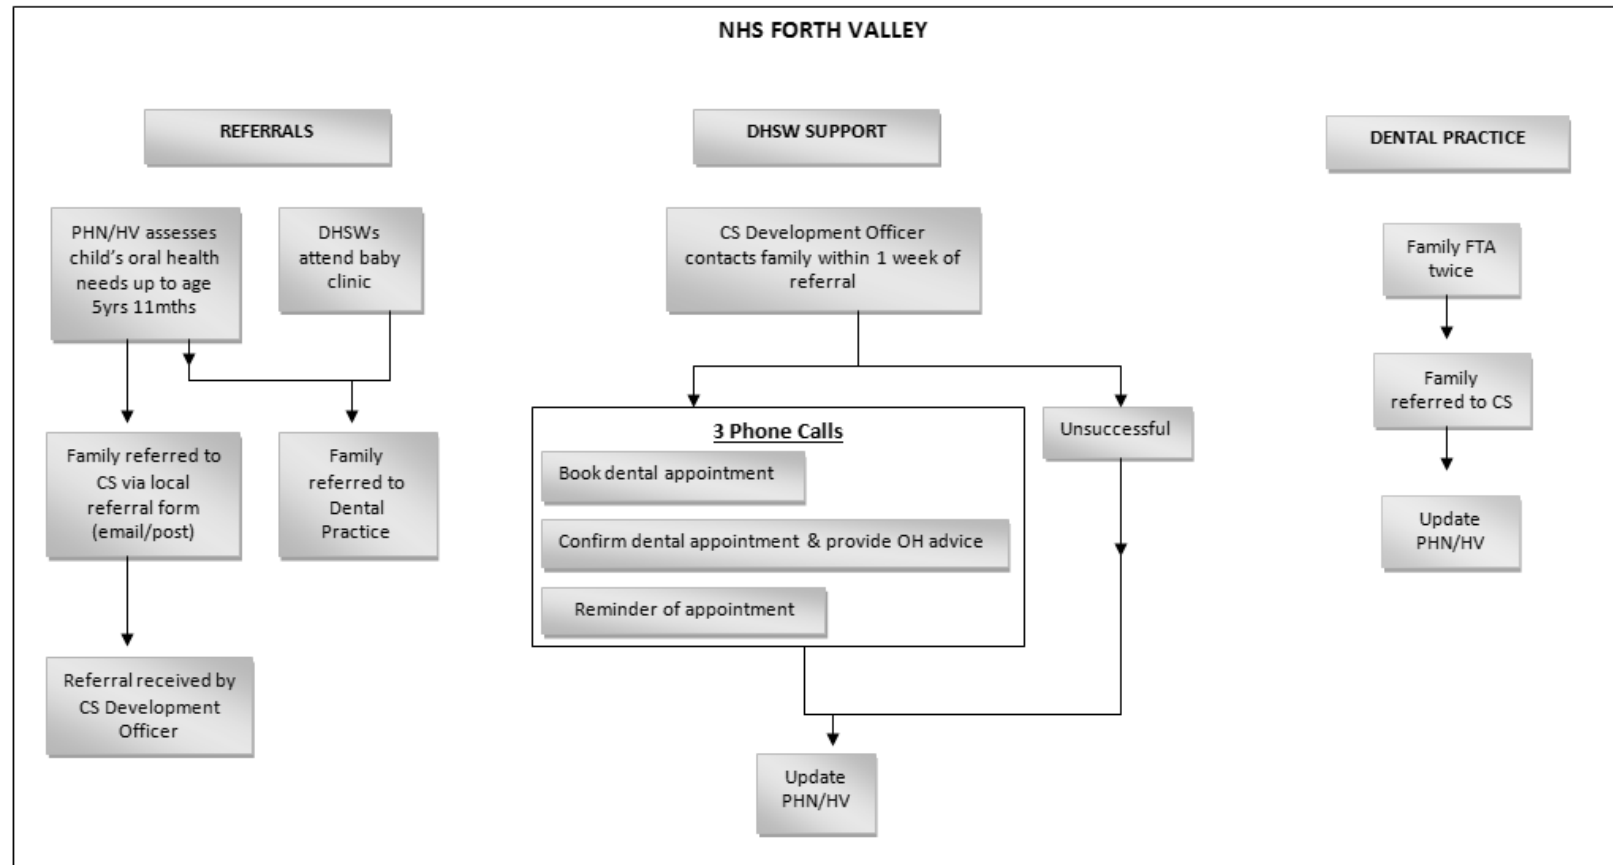 NHS FORTH VALLEY
REFERRALS
PHN/HV assesses
child's oral health
needs up to age
5yrs 11mths
DHSWs
attend baby
clinic
Family referred to
CS via local
referral form
(email/post)
Family
referred to
Dental
Practice
Referral received by
CS Development
Officer
DHSW SUPPORT
CS Development Officer
contacts family within 1 week of
referral
3 Phone Calls
Book dental appointment
Confirm dental appointment & provide OH advice
Reminder of appointment
Unsuccessful
Update
PHN/HV
DENTAL PRACTICE
Family FTA
twice
Family
referred to CS
Update
PHN/HV